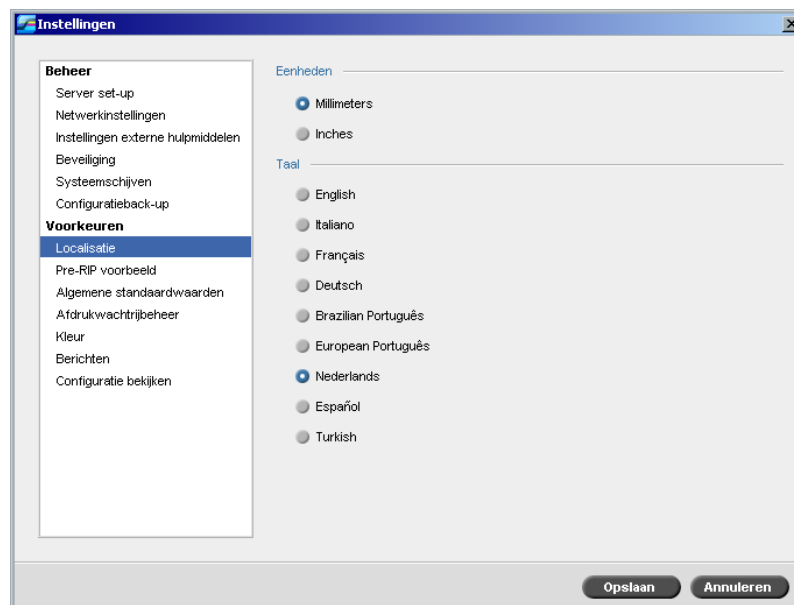 Instellingen
Beheer
Server set-up
Netwerkinstellingen
Instellingen externe hulpmiddelen
Beveiliging
Systeemschijven
Configuratieback-up
Voorkeuren
Localisatie
Pre-RIP voorbeeld
Algemene standaardwaarden
Afdrukwachtrijbeheer
Kleur
Berichten
Configuratie bekijken
Eenheden
Millimeters
Inches
Taal
English
Italiano
Français
Deutsch
Brazilian Português
European Português
Nederlands
Español
Turkish
Opslaan
Annuleren